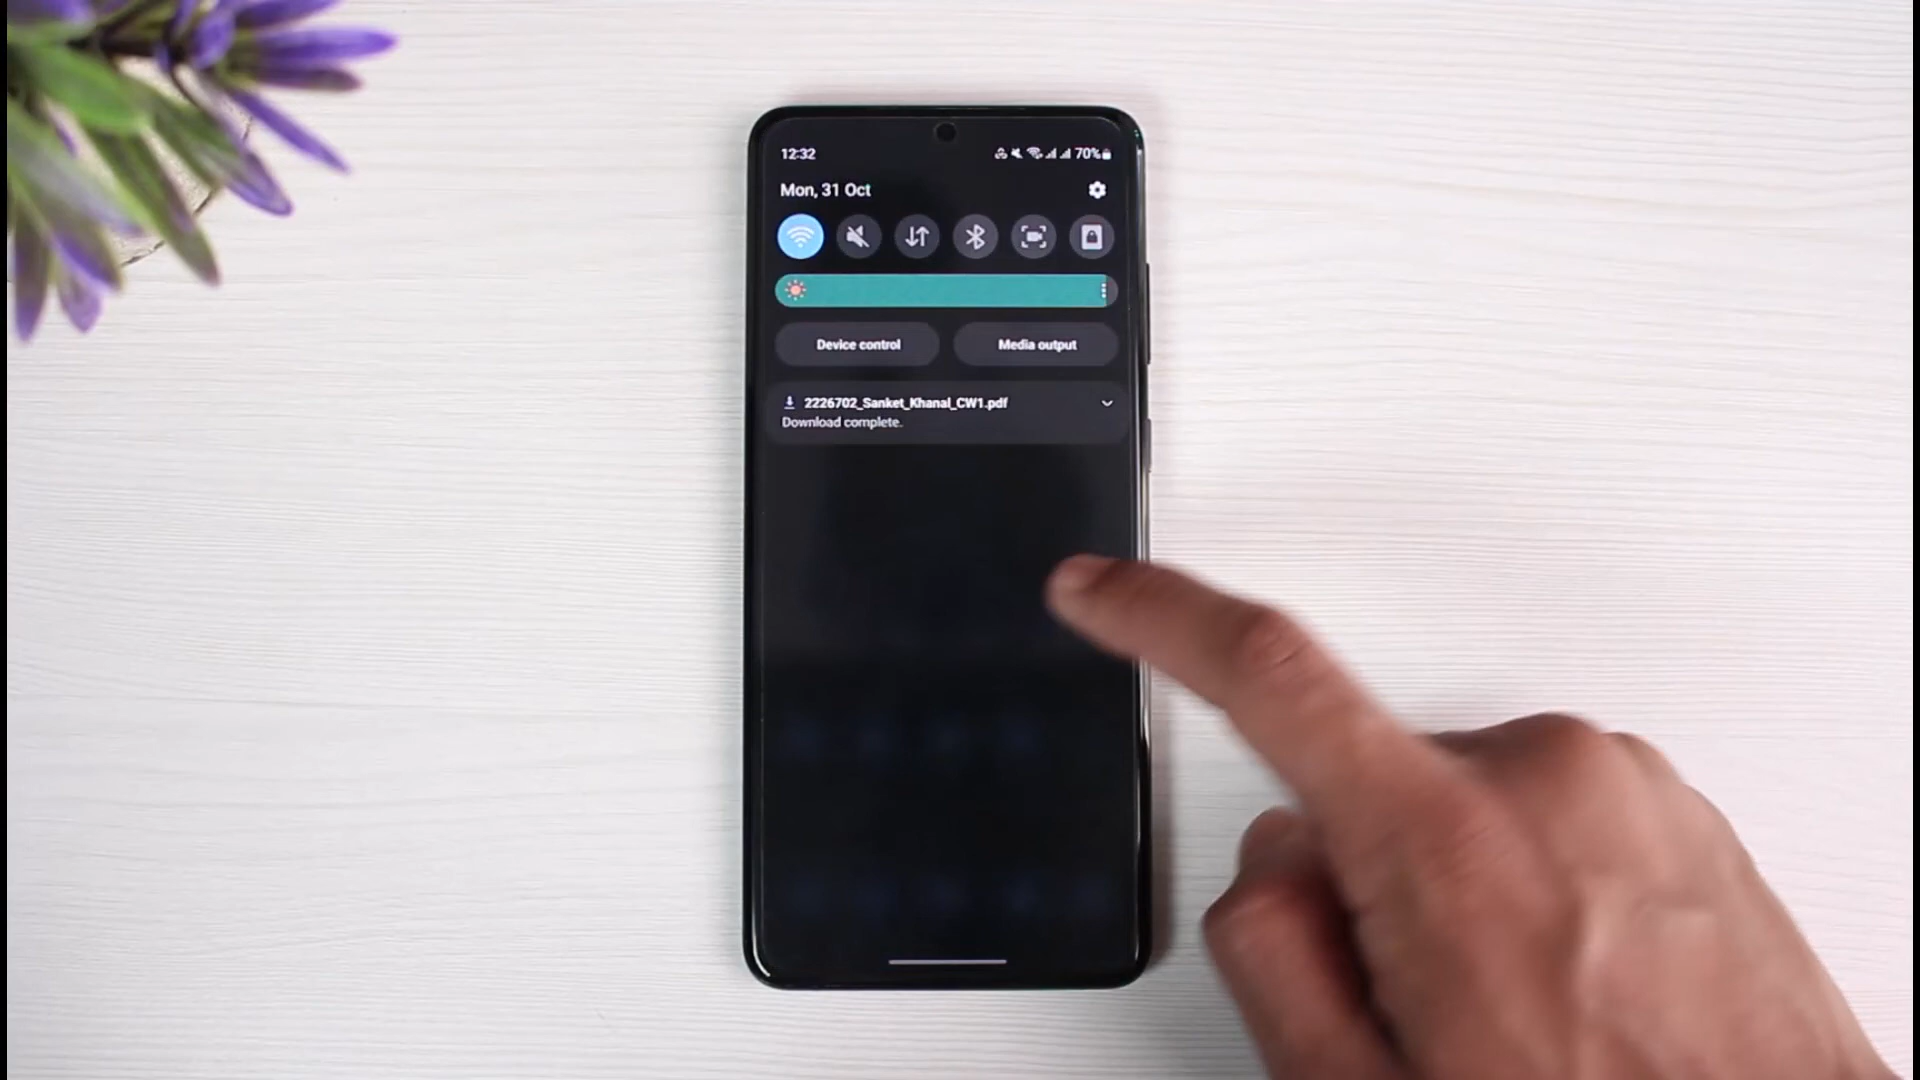 12:32
70%
Mon, 31 Oct
Device control
Media output
2226702_Sanket_Khanal_CW1.pdf
Download complete.